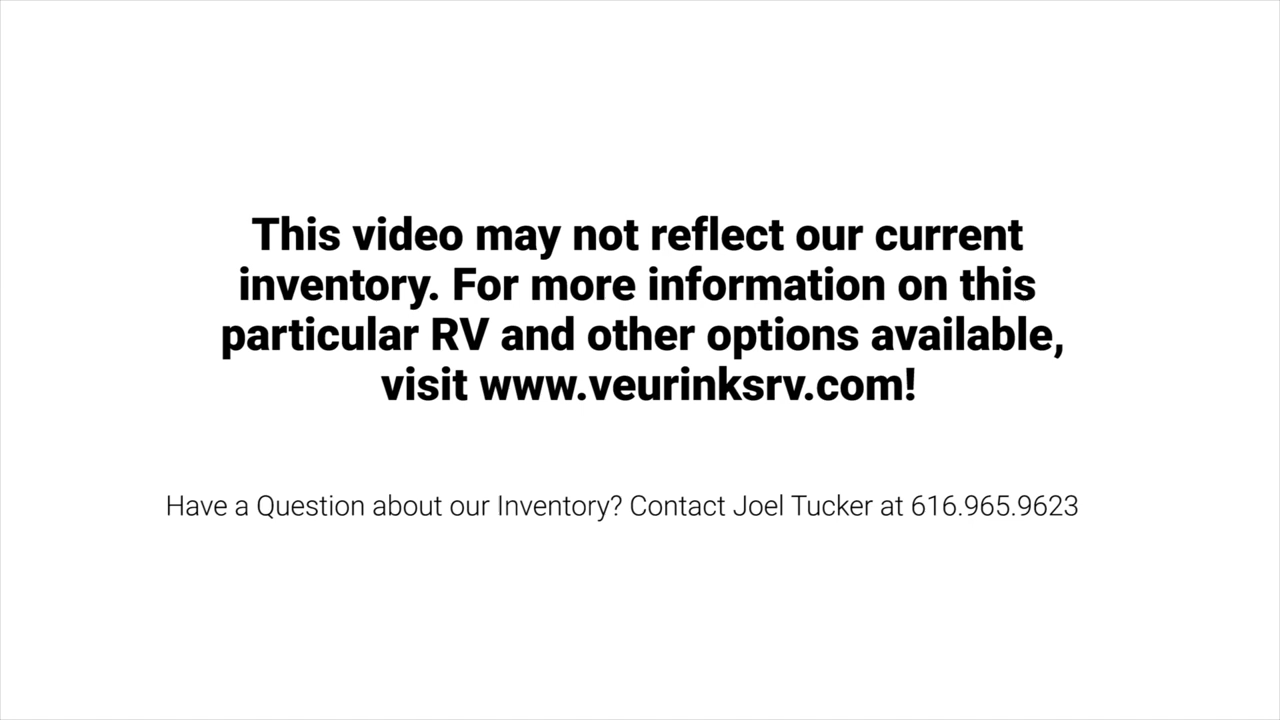 This video may not reflect our current
inventory. For more information on this
particular RV and other options available,
visit www.veurinksrv.com!
Have a Question about our Inventory? Contact Joel Tucker at 616.965.9623